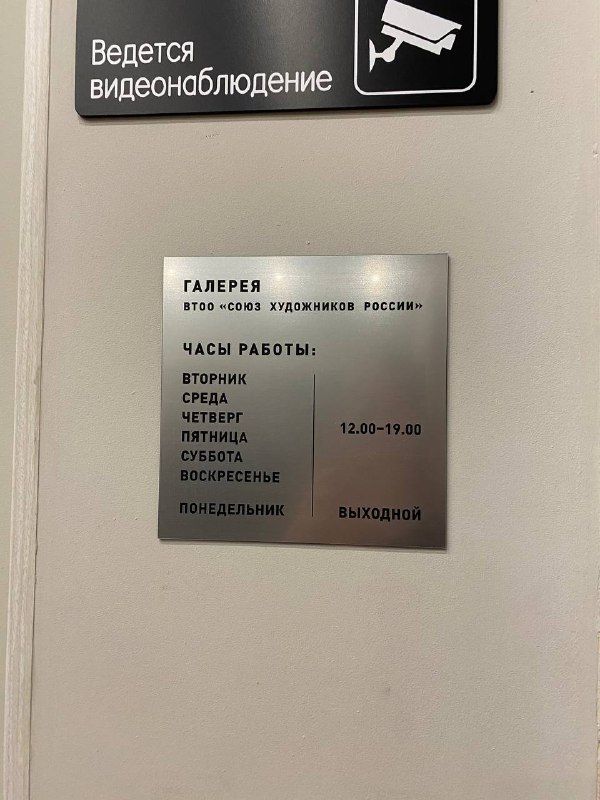 Ведется
видеонаблюдение
ГАЛЕРЕЯ
ВТОО «СОЮЗ ХУДОЖНИКОВ РОССИИ»
ЧАСЫ РАБОТЫ:
ВТОРНИК
СРЕДА
ЧЕТВЕРГ
12.00–19.00
ПЯТНИЦА
СУББОТА
ВОСКРЕСЕНЬЕ
ПОНЕДЕЛЬНИК ВЫХОДНОЙ